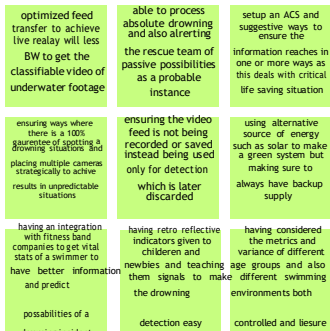 optimized feed
transfer to achieve
live realay will less
BW to get the
classifiable video of
underwater footage
able to process
absolute drowning
and also alrerting
the rescue team of
passive possibilities
as a probable
instance
setup an ACS and
suggestive ways to
ensure the
information reaches in
one or more ways as
this deals with critical
life saving situation
ensuring ways where
there is a 100%
gaurentee of spotting a
drowning situations and
placing multiple cameras
strategically to achive
results in unpredictable
situations
ensuring the video
feed is not being
recorded or saved
instead being used
only for detection
which is later
discarded
using alternative
source of energy
such as solar to make
a green system but
making sure to
always have backup
supply
having an integration
with fitness band
companies to get vital
stats of a swimmer to
have better information
and predict
possabilities of a
having retro reflective
indicators given to
childeren and
newbies and teaching
them signals to make
the drowning
detection easy
having considered
the metrics and
variance of different
age groups and also
different swimming
environments both
controlled and liesure